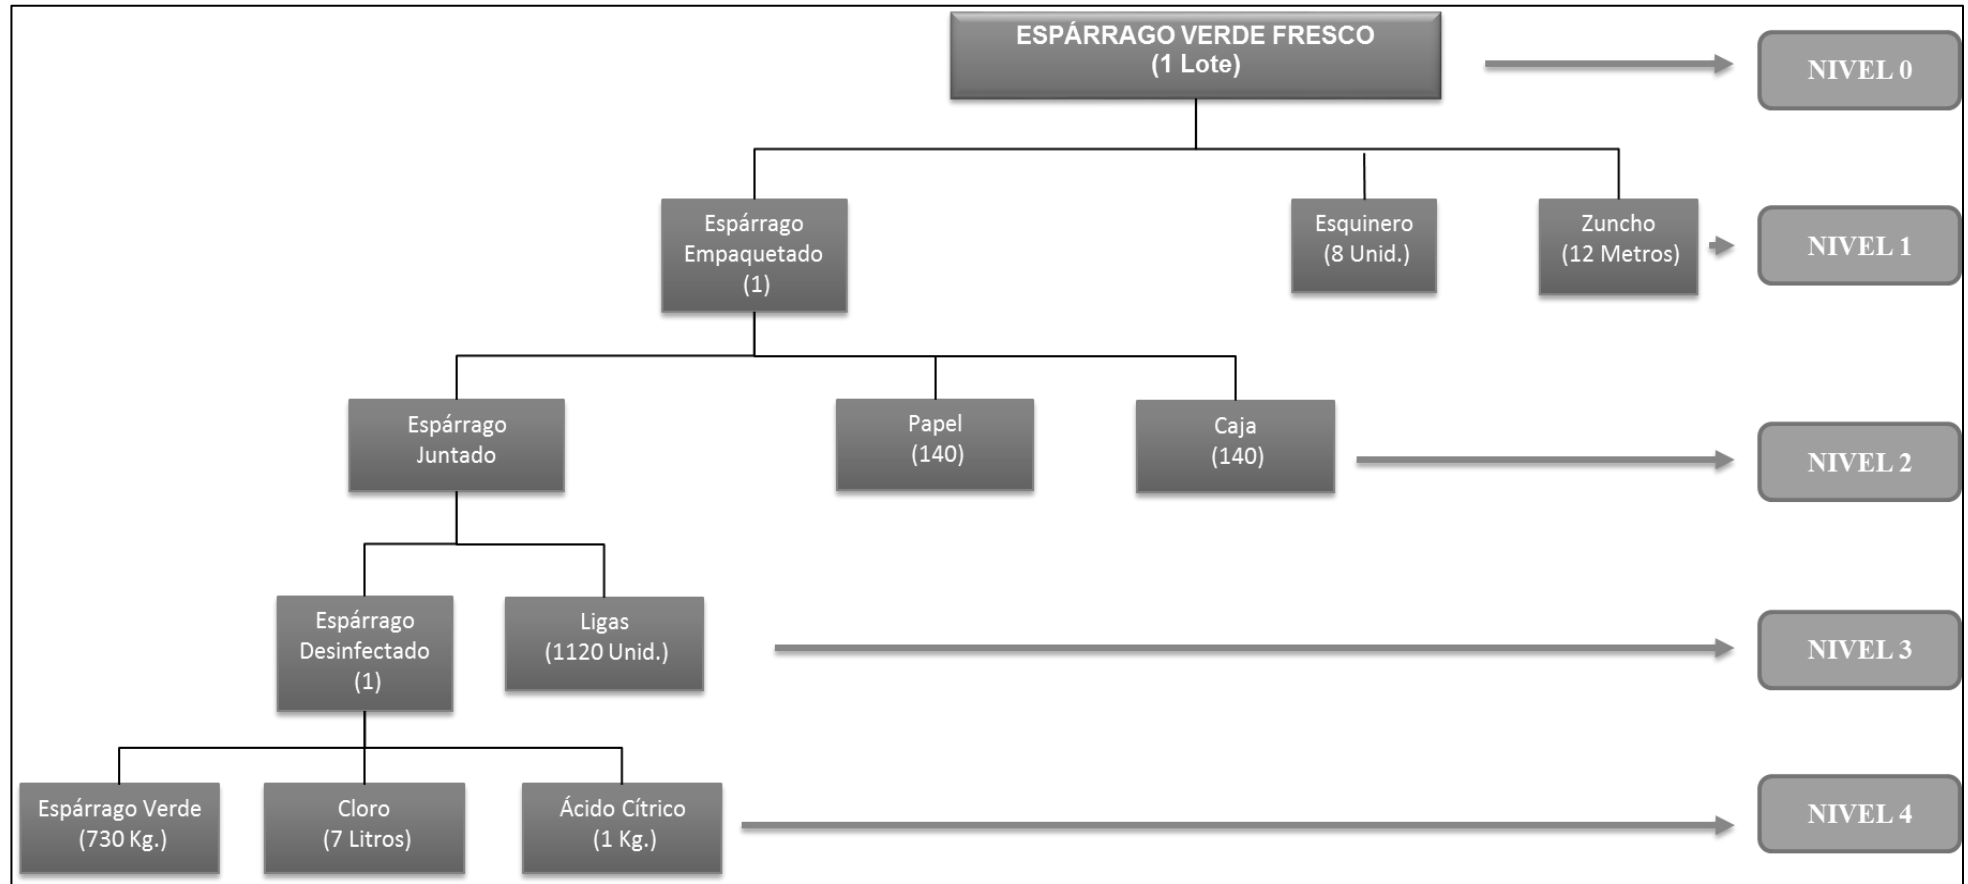 ESPÁRRAGO VERDE FRESCO
(1 Lote)
NIVEL 0
Espárrago
Empaquetado
(1)
Esquinero
(8 Unid.)
Zuncho
(12 Metros)
NIVEL 1
Espárrago
Juntado
Papel
(140)
Caja
(140)
NIVEL 2
Espárrago
Desinfectado
(1)
Ligas
(1120 Unid.)
NIVEL 3
Espárrago Verde
(730 Kg.)
Cloro
(7 Litros)
Ácido Cítrico
(1 Kg.)
NIVEL 4